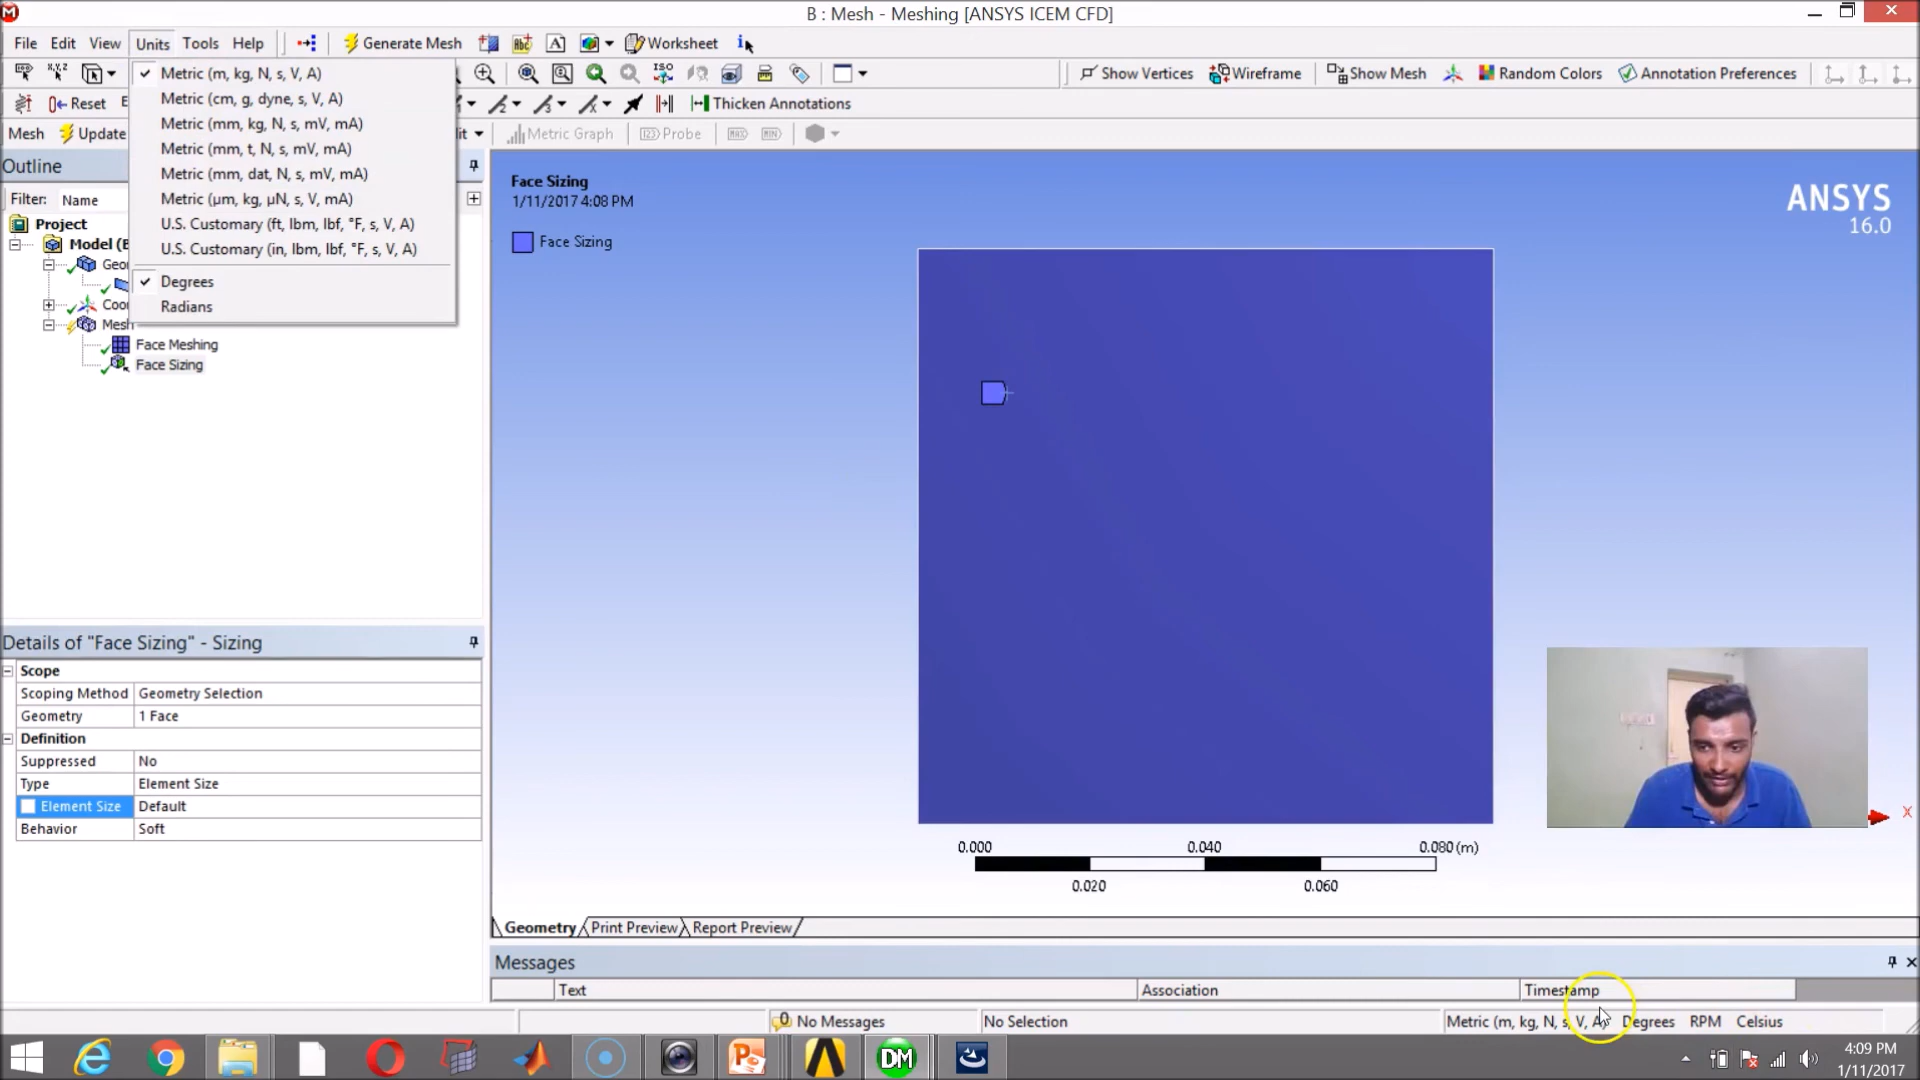 B : Mesh - Meshing [ANSYS ICEM CFD]
File Edit View Units Tools Help Generate Mesh Worksheet
Metric (m, kg, N, s, V, A)
Metric (cm, g, dyne, s, V, A)
Metric (mm, kg, N, s, mV, mA)
Metric (mm, t, N, s, mV, mA)
Metric (mm, dat, N, s, mV, mA)
Metric (µm, kg, µN, s, V, mA)
U.S. Customary (ft, lbm, lbf, °F, s, V, A)
U.S. Customary (in, lbm, lbf, °F, s, V, A)
Degrees
Radians
ISO Show Vertices Wireframe Show Mesh Random Colors Annotation Preferences
Reset Thicken Annotations
Mesh Update Metric Graph Probe MAX MIN
Outline
Filter: Name
Project
Model (B
Geo
Coo
Mesh
Face Meshing
Face Sizing
Details of "Face Sizing" - Sizing
Scope
Scoping Method Geometry Selection
Geometry 1 Face
Definition
Suppressed No
Type Element Size
Element Size Default
Behavior Soft
Face Sizing
1/11/2017 4:08 PM
Face Sizing
ANSYS
16.0
X
0.000 0.040 0.080 (m)
0.020 0.060
Geometry Print Preview Report Preview
Messages
Text Association Timestamp
No Messages No Selection Metric (m, kg, N, s, V, A) Degrees RPM Celsius
DM
4:09 PM
1/11/2017